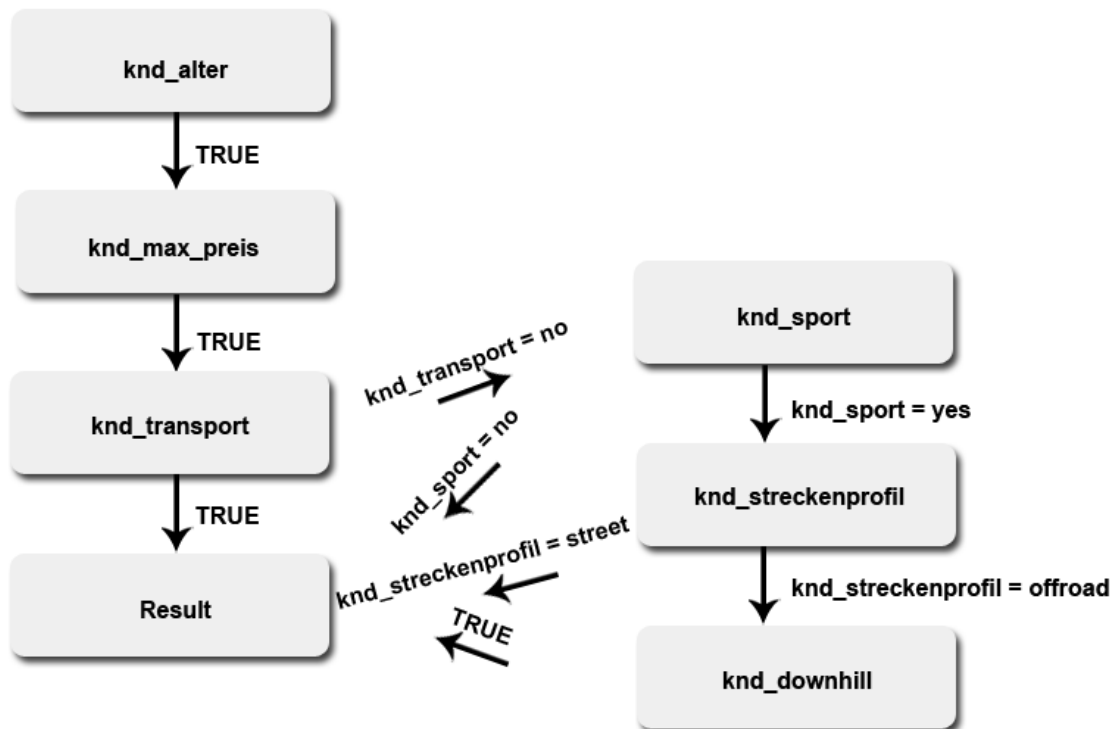 knd_alter
TRUE
knd_max_preis
TRUE
knd_transport
TRUE
Result
knd_transport = no
knd_sport = no
knd_streckenprofil = street
TRUE
knd_sport
knd_sport = yes
knd_streckenprofil
knd_streckenprofil = offroad
knd_downhill